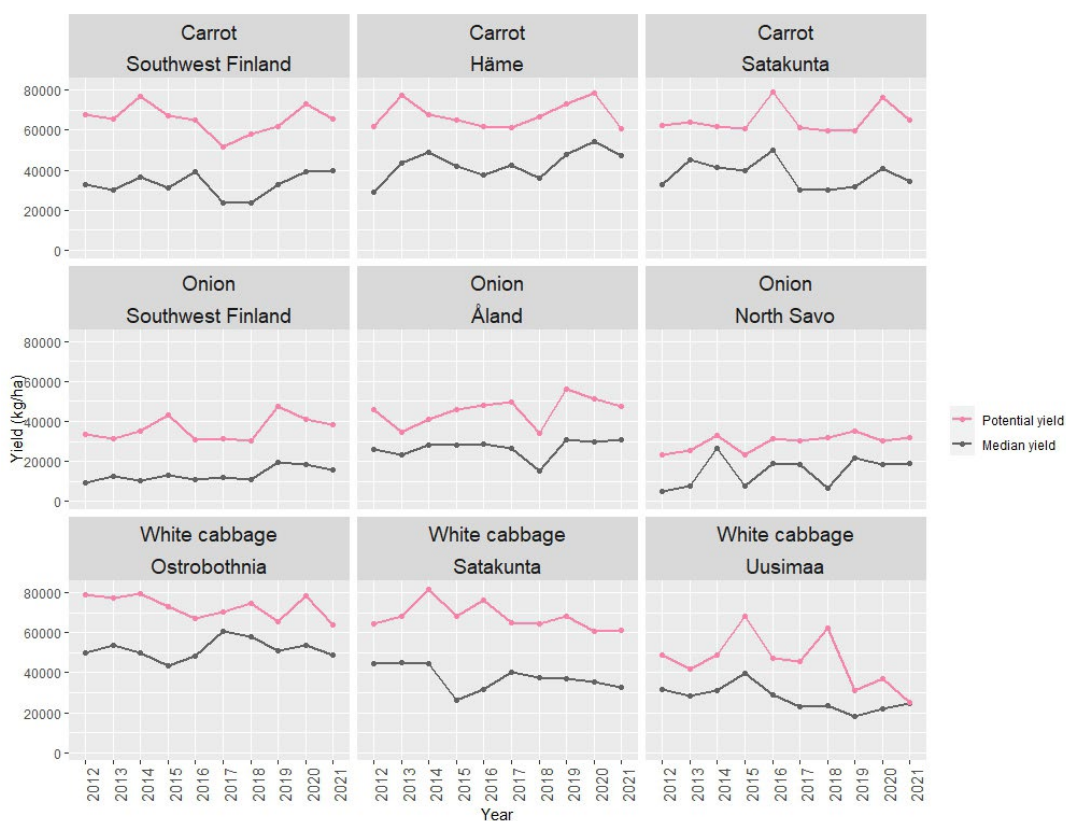 Carrot
Southwest Finland
Carrot
Häme
Carrot
Satakunta
80000
60000
40000
20000
0
Onion
Southwest Finland
Onion
Åland
Onion
North Savo
80000
60000
40000
20000
0
Yield (kg/ha)
White cabbage
Ostrobothnia
White cabbage
Satakunta
White cabbage
Uusimaa
80000
60000
40000
20000
0
2012 2013 2014 2015 2016 2017 2018 2019 2020 2021
2012 2013 2014 2015 2016 2017 2018 2019 2020 2021
2012 2013 2014 2015 2016 2017 2018 2019 2020 2021
Year
Potential yield
Median yield